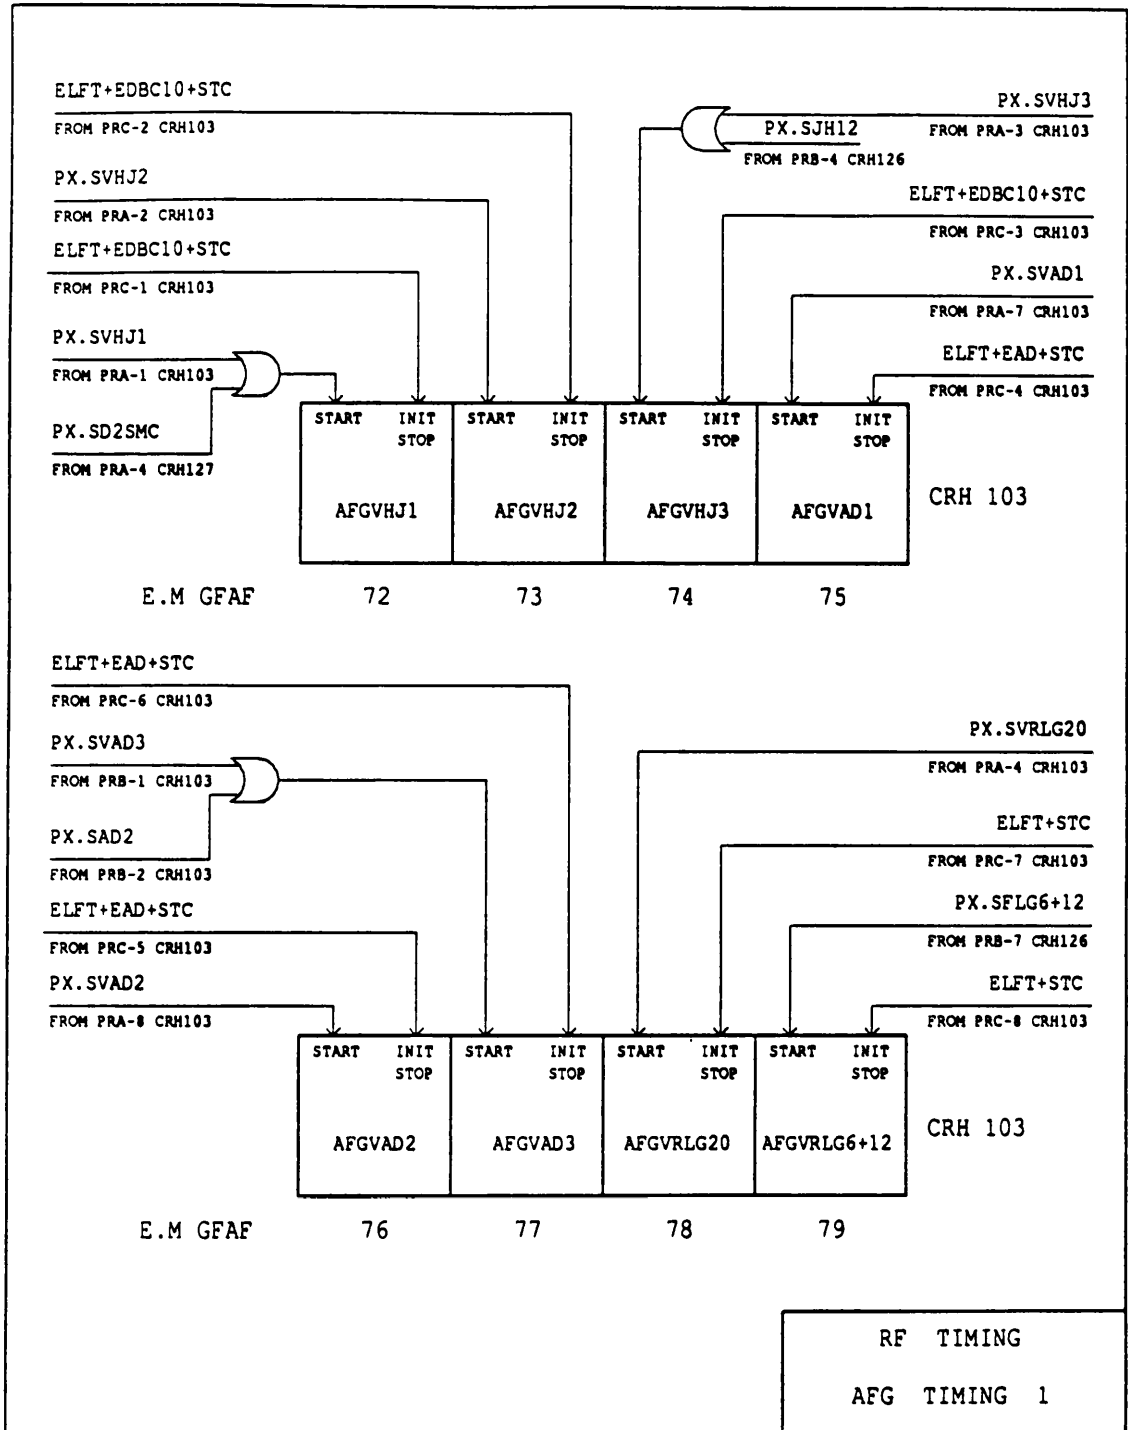 ELFT+EDBC10+STC
FROM PRC-2 CRH103
PX.SVHJ2
FROM PRA-2 CRH103
ELFT+EDBC10+STC
FROM PRC-1 CRH103
PX.SVHJ1
FROM PRA-1 CRH103
PX.SD2SMC
FROM PRA-4 CRH127
PX.SVHJ3
FROM PRA-3 CRH103
PX.SJH12
FROM PRB-4 CRH126
ELFT+EDBC10+STC
FROM PRC-3 CRH103
PX.SVAD1
FROM PRA-7 CRH103
ELFT+EAD+STC
FROM PRC-4 CRH103
START INIT START INIT START INIT START INIT
STOP STOP STOP STOP
AFGVHJ1 AFGVHJ2 AFGVHJ3 AFGVAD1
CRH 103
E.M GFAF 72 73 74 75
ELFT+EAD+STC
FROM PRC-6 CRH103
PX.SVAD3
FROM PRB-1 CRH103
PX.SAD2
FROM PRB-2 CRH103
ELFT+EAD+STC
FROM PRC-5 CRH103
PX.SVAD2
FROM PRA-8 CRH103
PX.SVRLG20
FROM PRA-4 CRH103
ELFT+STC
FROM PRC-7 CRH103
PX.SFLG6+12
FROM PRB-7 CRH126
ELFT+STC
FROM PRC-8 CRH103
START INIT START INIT START INIT START INIT
STOP STOP STOP STOP
AFGVAD2 AFGVAD3 AFGVRLG20 AFGVRLG6+12
CRH 103
E.M GFAF 76 77 78 79
RF TIMING
AFG TIMING 1